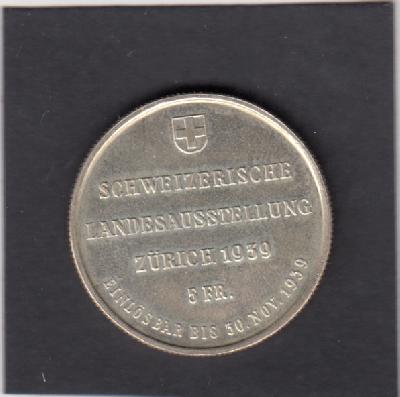 SCHWEIZERISCHE
LANDESAUSSTELLUNG
ZÜRICH 1939
5 FR.
EINLÖSBAR BIS 30. NOV. 1939